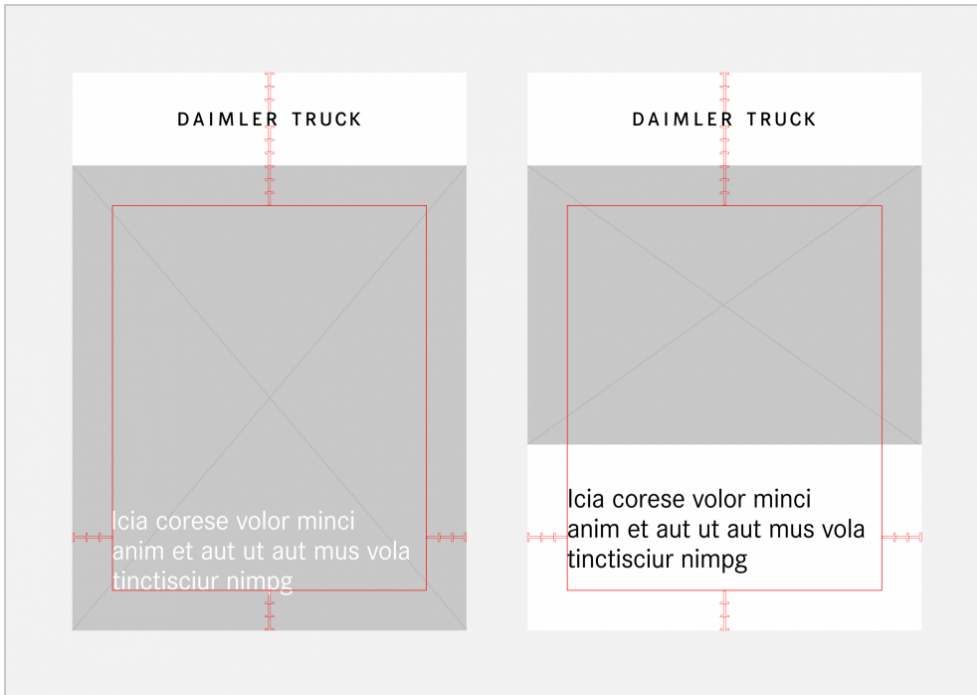 DAIMLER TRUCK
Icia corese volor minci
anim et aut ut aut mus vola
tinctisciur nimpg
DAIMLER TRUCK
Icia corese volor minci
anim et aut ut aut mus vola
tinctisciur nimpg